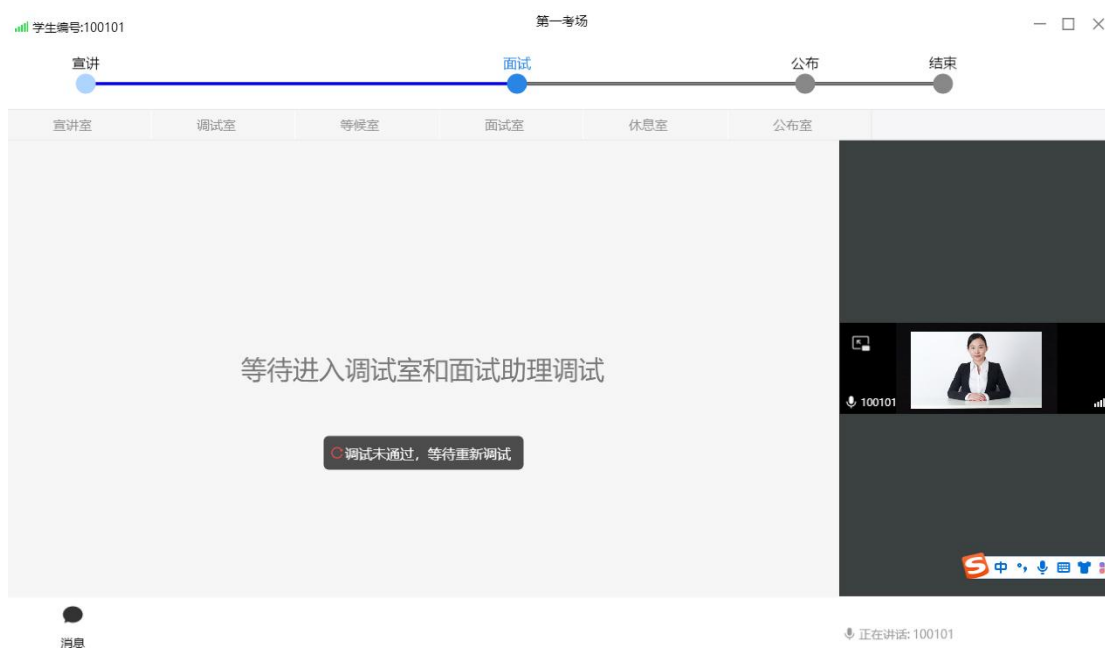 学生编号:100101
第一考场
宣讲
面试
公布
结束
宣讲室
调试室
等候室
面试室
休息室
公布室
等待进入调试室和面试助理调试
调试未通过，等待重新调试
100101
S 中
消息
正在讲话: 100101